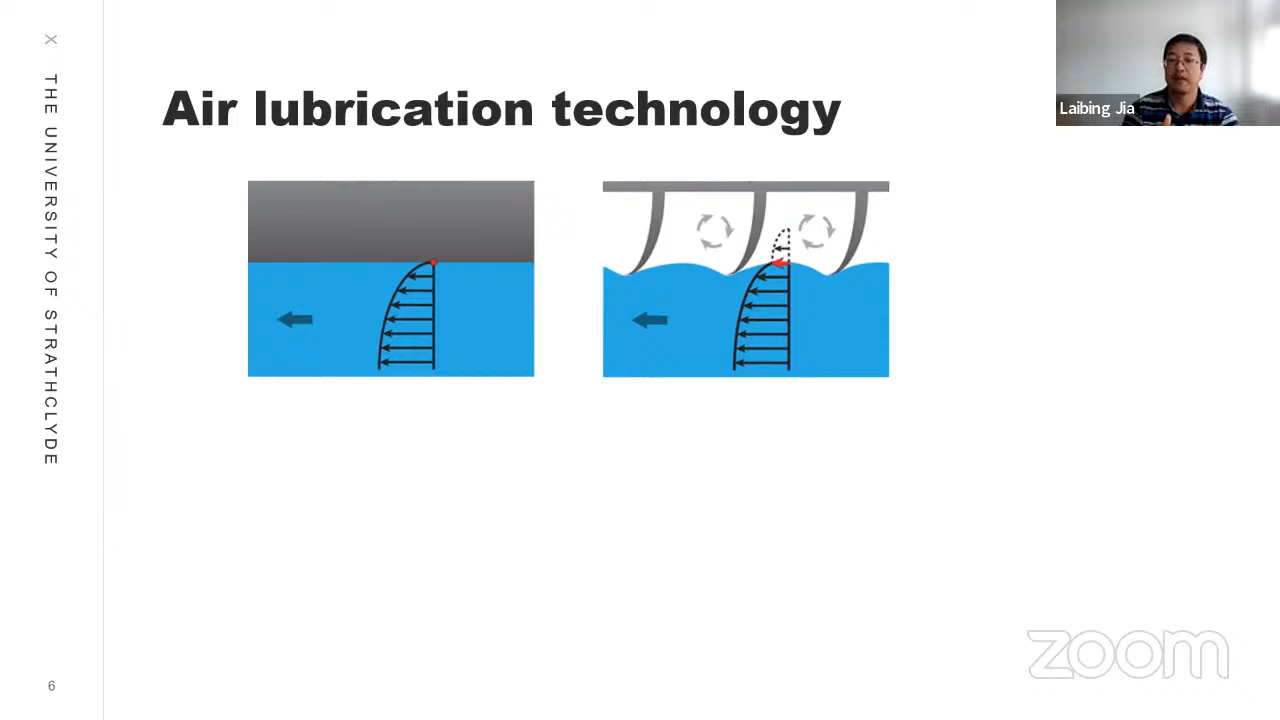 X THE UNIVERSITY OF STRATHCLYDE
Air lubrication technology
Laibing Jia
6
zoom